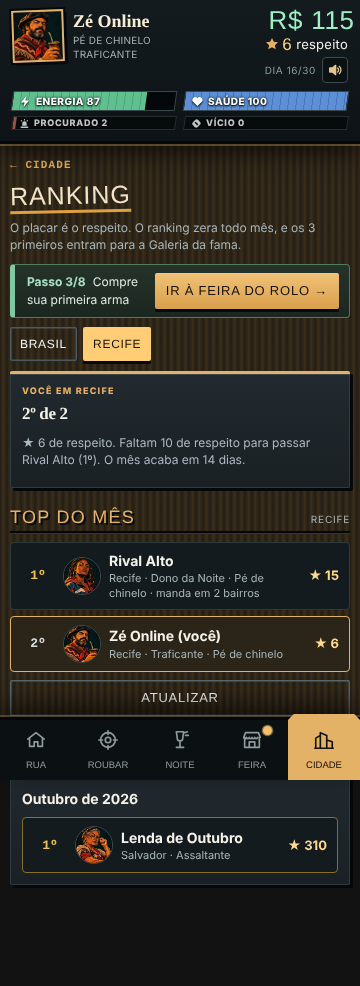 Zé Online
PÉ DE CHINELO
TRAFICANTE
R$ 115
★ 6 respeito
DIA 16/30
ENERGIA 87
SAÚDE 100
PROCURADO 2
VÍCIO 0
← CIDADE
RANKING
O placar é o respeito. O ranking zera todo mês, e os 3
primeiros entram para a Galeria da fama.
Passo 3/8 Compre
sua primeira arma
IR À FEIRA DO ROLO →
BRASIL
RECIFE
VOCÊ EM RECIFE
2º de 2
★ 6 de respeito. Faltam 10 de respeito para passar
Rival Alto (1º). O mês acaba em 14 dias.
TOP DO MÊS
RECIFE
1º
Rival Alto
Recife · Dono da Noite · Pé de
chinelo · manda em 2 bairros
★ 15
2º
Zé Online (você)
Recife · Traficante · Pé de chinelo
★ 6
ATUALIZAR
RUA
ROUBAR
NOITE
FEIRA
CIDADE
Outubro de 2026
1º
Lenda de Outubro
Salvador · Assaltante
★ 310